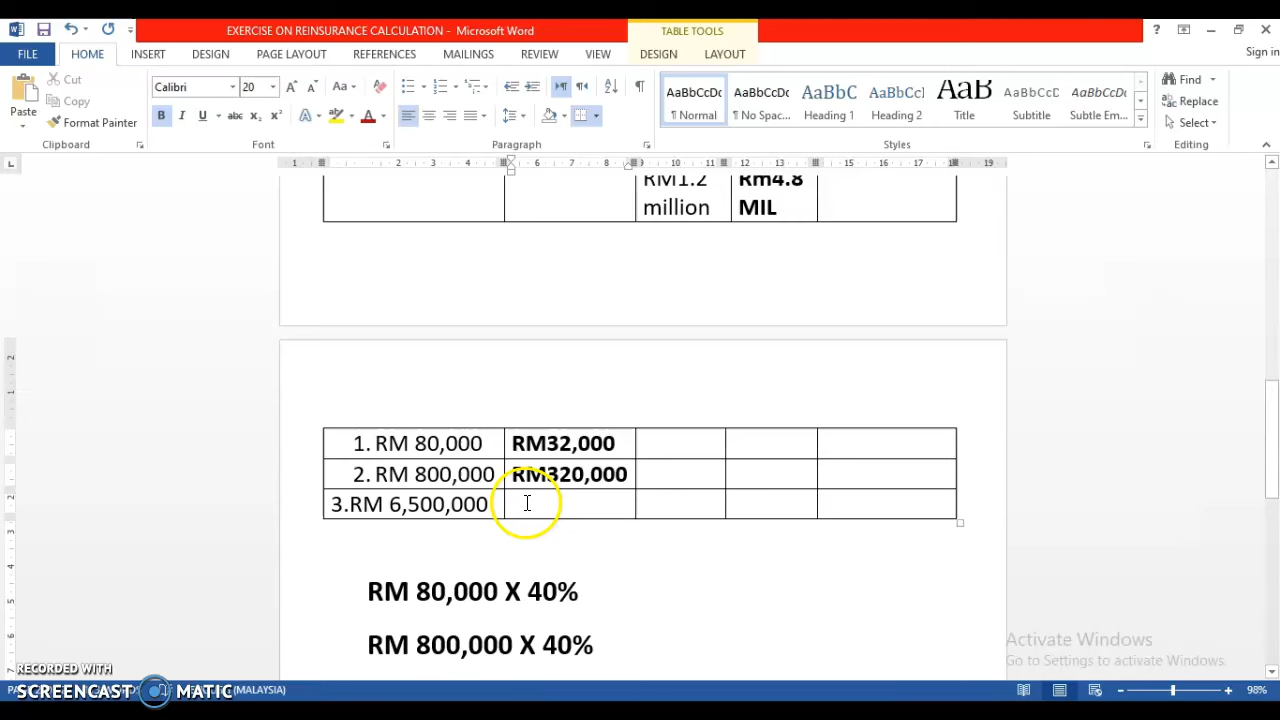 EXERCISE ON REINSURANCE CALCULATION - Microsoft Word
TABLE TOOLS
?
FILE HOME INSERT DESIGN PAGE LAYOUT REFERENCES MAILINGS REVIEW VIEW DESIGN LAYOUT
Sign in
Paste
Cut
Copy
Format Painter
Clipboard
Calibri 20
Font
Paragraph
AaBbCcDc AaBbCcDc AaBbC AaBbCcI AaB AaBbCcD AaBbCcDc
¶ Normal ¶ No Spac... Heading 1 Heading 2 Title Subtitle Subtle Em...
Styles
Find
Replace
Select
Editing
RM1.2 Rm4.8
million MIL
1. RM 80,000 RM32,000
2. RM 800,000 RM320,000
3.RM 6,500,000
RM 80,000 X 40%
RM 800,000 X 40%
Activate Windows
Go to Settings to activate Windows.
RECORDED WITH
SCREENCAST MATIC
(MALAYSIA)
98%